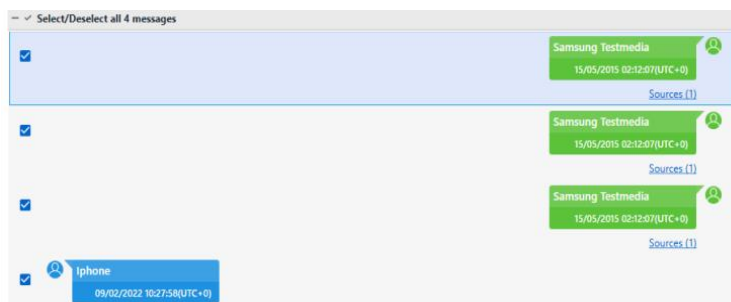 Select/Deselect all 4 messages
Samsung Testmedia
15/05/2015 02:12:07(UTC+0)
Sources (1)
Samsung Testmedia
15/05/2015 02:12:07(UTC+0)
Sources (1)
Samsung Testmedia
15/05/2015 02:12:07(UTC+0)
Sources (1)
Iphone
09/02/2022 10:27:58(UTC+0)